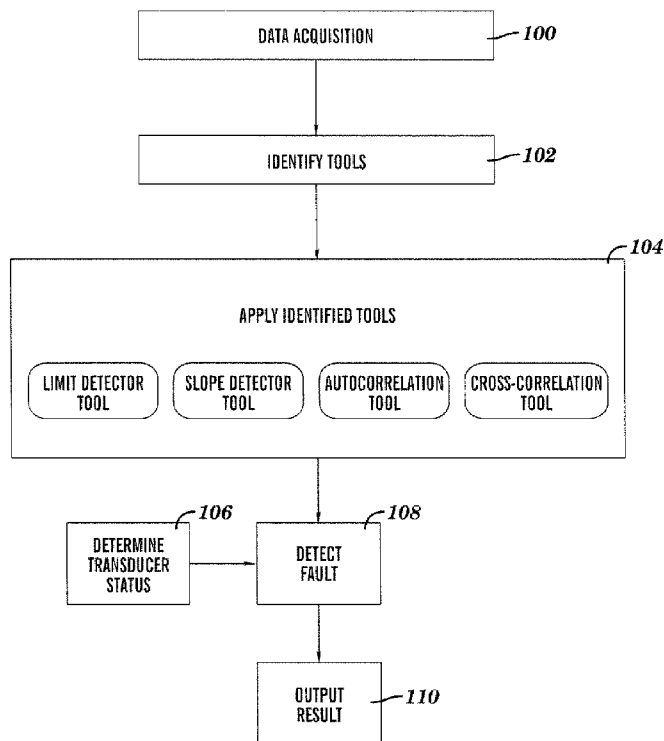 DATA ACQUISITION
100
IDENTIFY TOOLS
102
104
APPLY IDENTIFIED TOOLS
LIMIT DETECTOR
TOOL
SLOPE DETECTOR
TOOL
AUTOCORRELATION
TOOL
CROSS-CORRELATION
TOOL
106
DETERMINE
TRANSDUCER
STATUS
108
DETECT
FAULT
OUTPUT
RESULT
110